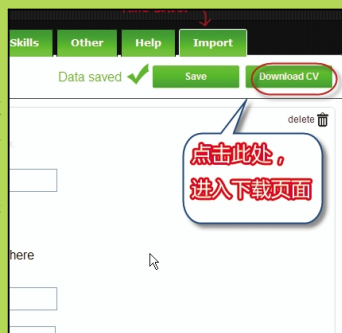 Skills Other Help Import
Data saved Save Download CV
delete
点击此处，
进入下载页面
here